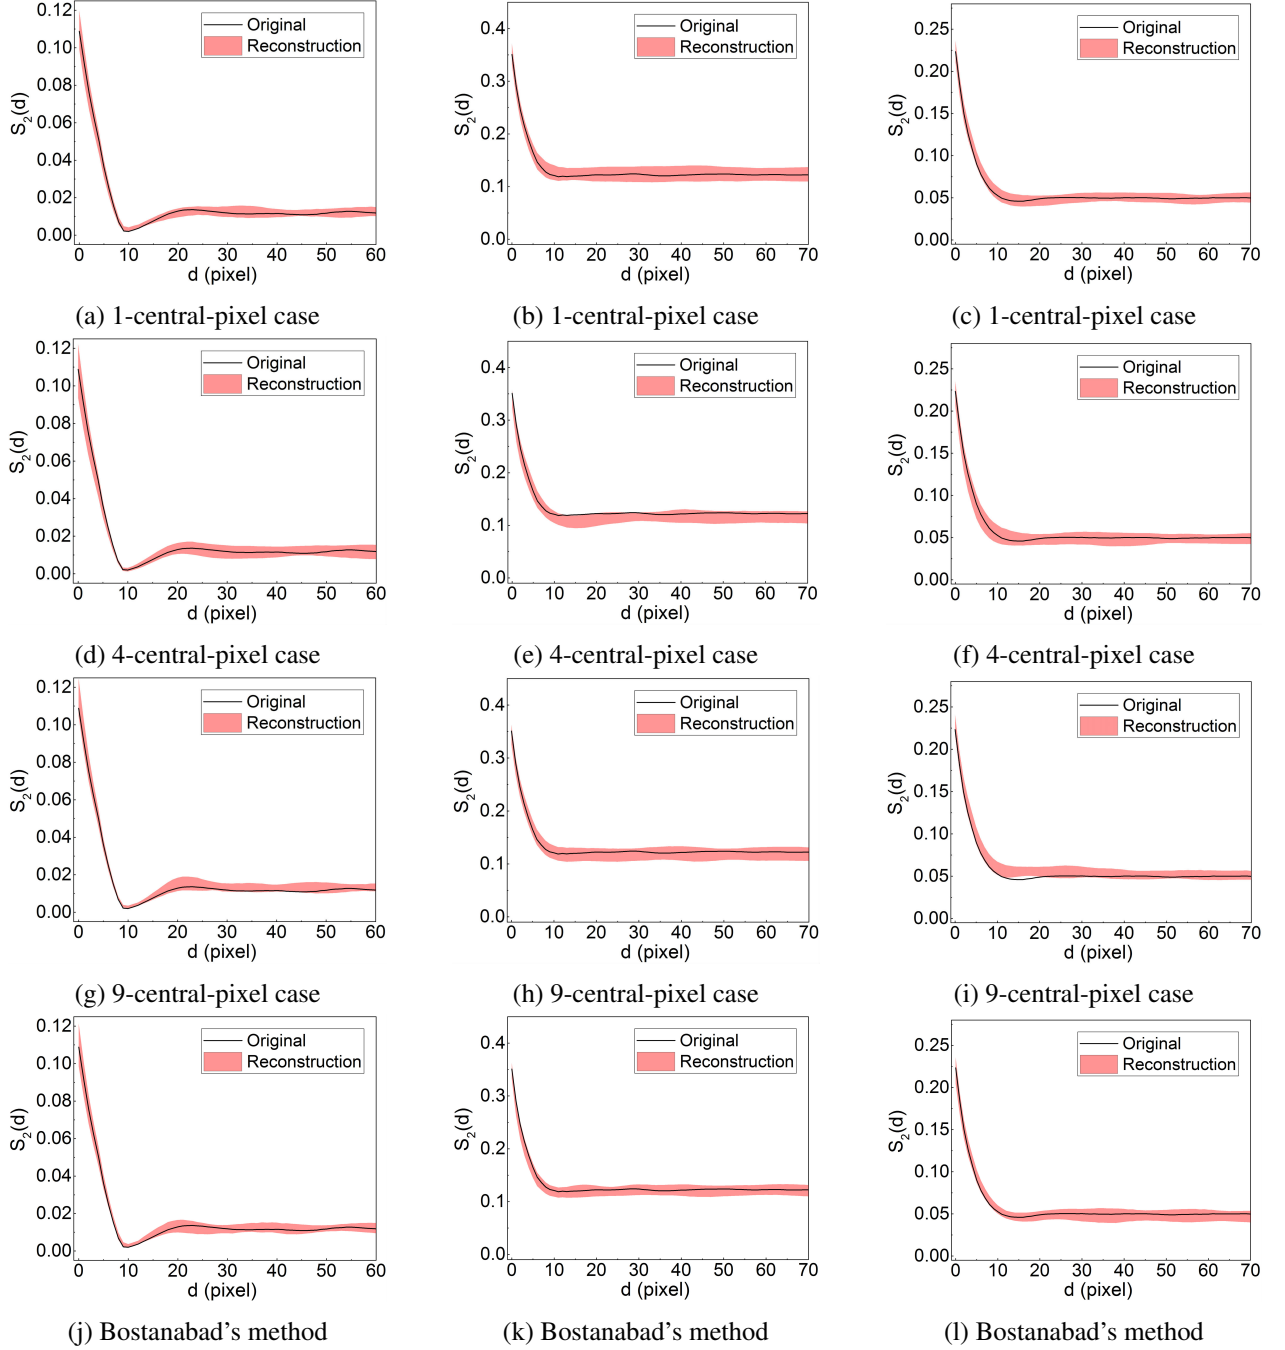 0.12
0.10
0.08
0.06
0.04
0.02
0.00
S2(d)
Original
Reconstruction
0 10 20 30 40 50 60
d (pixel)
(a) 1-central-pixel case
0.4
0.3
0.2
0.1
0.0
S2(d)
Original
Reconstruction
0 10 20 30 40 50 60 70
d (pixel)
(b) 1-central-pixel case
0.25
0.20
0.15
0.10
0.05
0.00
S2(d)
Original
Reconstruction
0 10 20 30 40 50 60 70
d (pixel)
(c) 1-central-pixel case
0.12
0.10
0.08
0.06
0.04
0.02
0.00
S2(d)
Original
Reconstruction
0 10 20 30 40 50 60
d (pixel)
(d) 4-central-pixel case
0.4
0.3
0.2
0.1
0.0
S2(d)
Original
Reconstruction
0 10 20 30 40 50 60 70
d (pixel)
(e) 4-central-pixel case
0.25
0.20
0.15
0.10
0.05
0.00
S2(d)
Original
Reconstruction
0 10 20 30 40 50 60 70
d (pixel)
(f) 4-central-pixel case
0.12
0.10
0.08
0.06
0.04
0.02
0.00
S2(d)
Original
Reconstruction
0 10 20 30 40 50 60
d (pixel)
(g) 9-central-pixel case
0.4
0.3
0.2
0.1
0.0
S2(d)
Original
Reconstruction
0 10 20 30 40 50 60 70
d (pixel)
(h) 9-central-pixel case
0.25
0.20
0.15
0.10
0.05
0.00
S2(d)
Original
Reconstruction
0 10 20 30 40 50 60 70
d (pixel)
(i) 9-central-pixel case
0.12
0.10
0.08
0.06
0.04
0.02
0.00
S2(d)
Original
Reconstruction
0 10 20 30 40 50 60
d (pixel)
(j) Bostanabad’s method
0.4
0.3
0.2
0.1
0.0
S2(d)
Original
Reconstruction
0 10 20 30 40 50 60 70
d (pixel)
(k) Bostanabad’s method
0.25
0.20
0.15
0.10
0.05
0.00
S2(d)
Original
Reconstruction
0 10 20 30 40 50 60 70
d (pixel)
(l) Bostanabad’s method